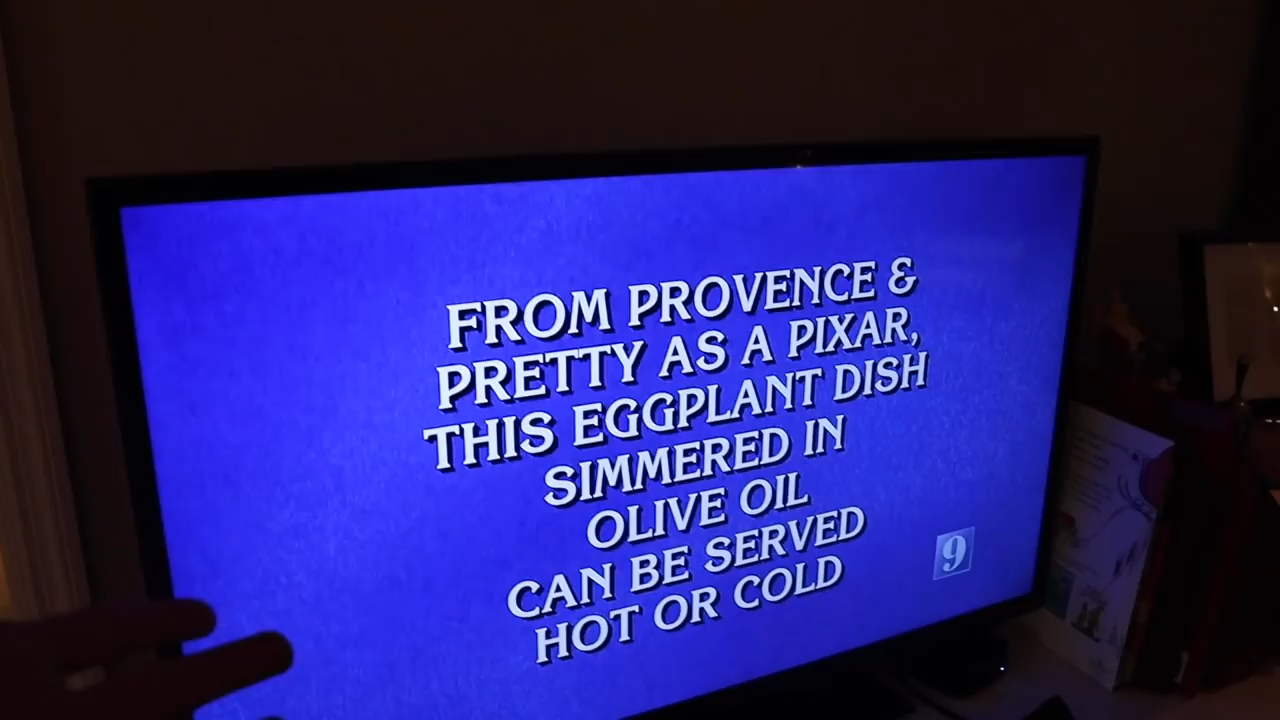 FROM PROVENCE &
PRETTY AS A PIXAR,
THIS EGGPLANT DISH
SIMMERED IN
OLIVE OIL
CAN BE SERVED
HOT OR COLD
9